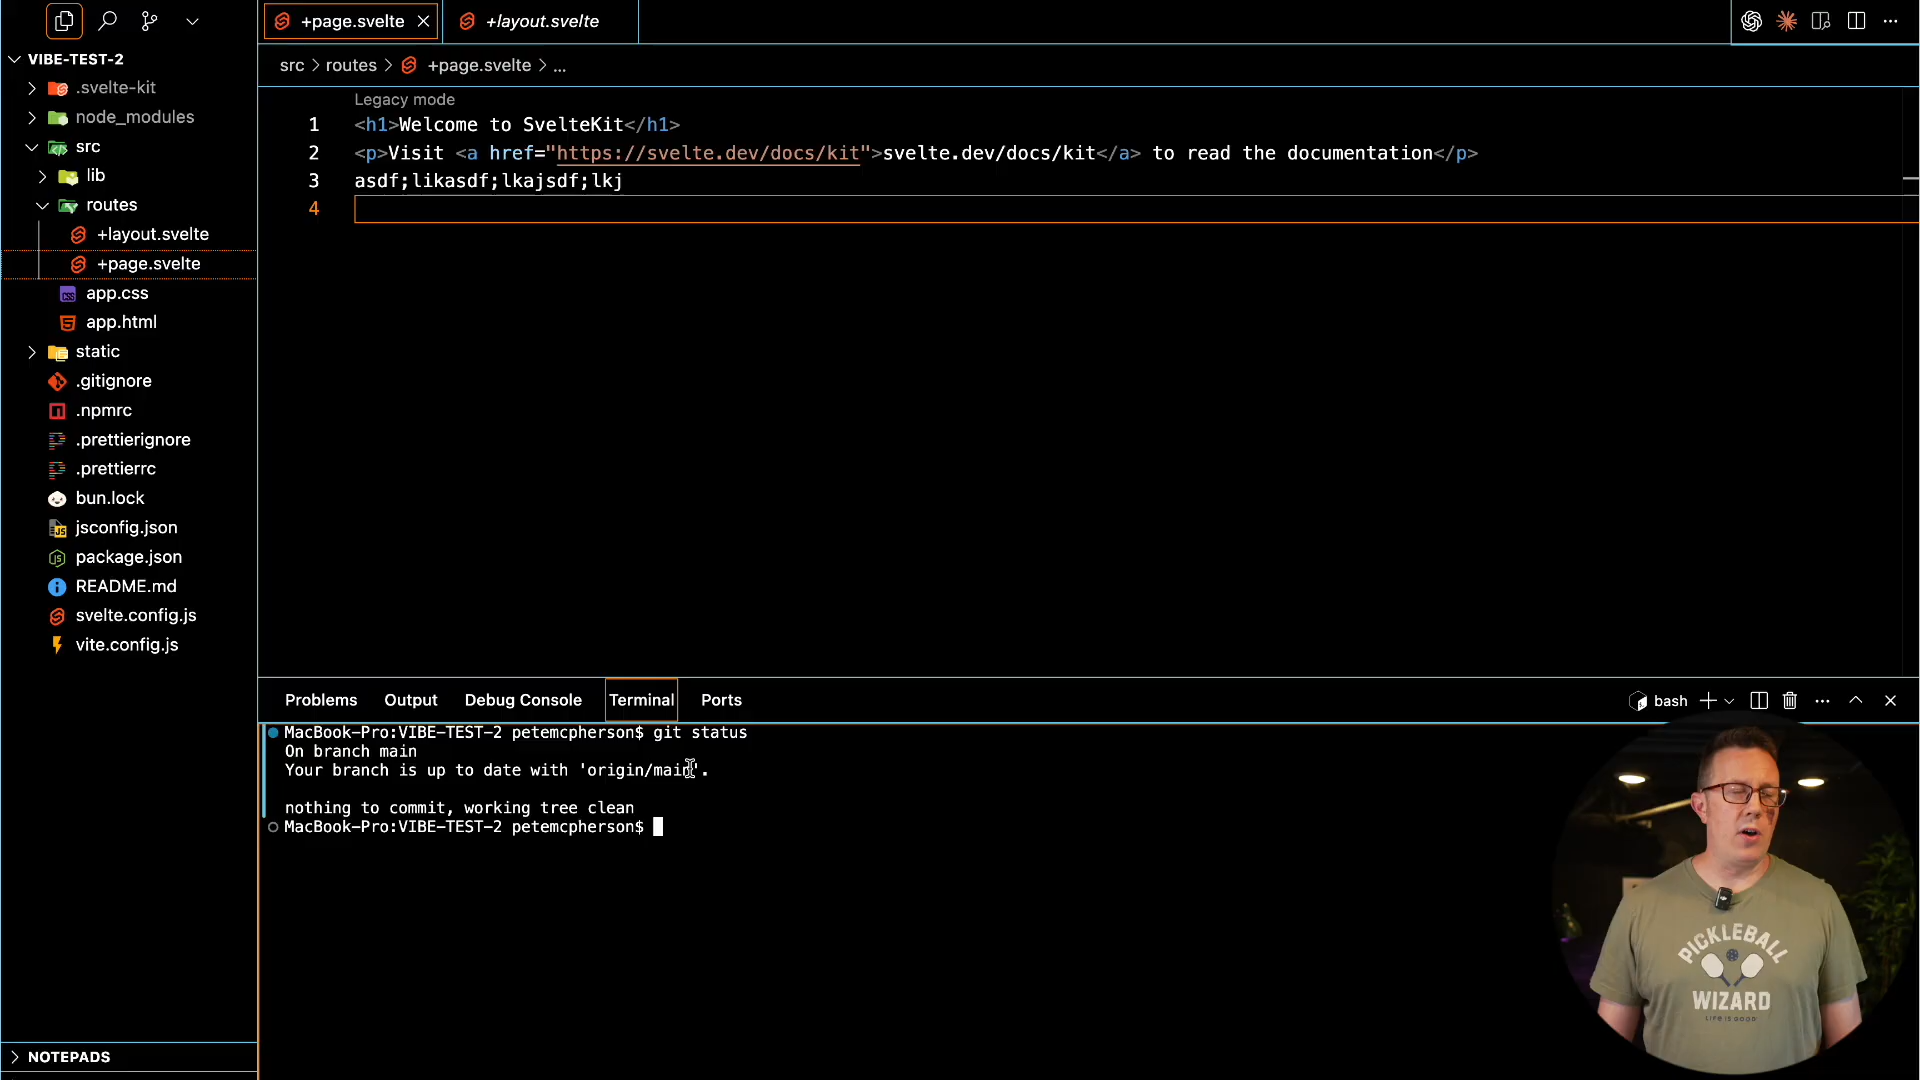 +page.svelte
+layout.svelte
VIBE-TEST-2
.svelte-kit
node_modules
src
lib
routes
+layout.svelte
+page.svelte
app.css
app.html
static
.gitignore
.npmrc
.prettierignore
.prettierrc
bun.lock
jsconfig.json
package.json
README.md
svelte.config.js
vite.config.js
NOTEPADS
src > routes > +page.svelte > ...
Legacy mode
1 <h1>Welcome to SvelteKit</h1>
2 <p>Visit <a href="https://svelte.dev/docs/kit">svelte.dev/docs/kit</a> to read the documentation</p>
3 asdf;likasdf;lkajsdf;lkj
4
Problems Output Debug Console Terminal Ports
bash
MacBook-Pro:VIBE-TEST-2 petemcpherson$ git status
On branch main
Your branch is up to date with 'origin/main'.
nothing to commit, working tree clean
MacBook-Pro:VIBE-TEST-2 petemcpherson$
PICKLEBALL
WIZARD
LIFE IS GOOD